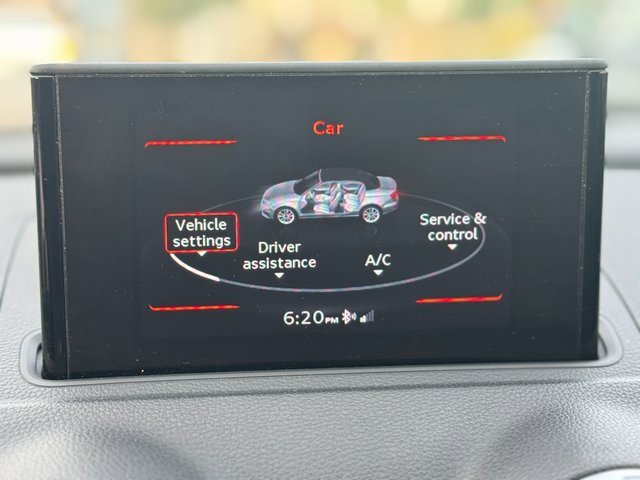 Car
Vehicle
settings
Driver
assistance
A/C
Service &
control
6:20PM